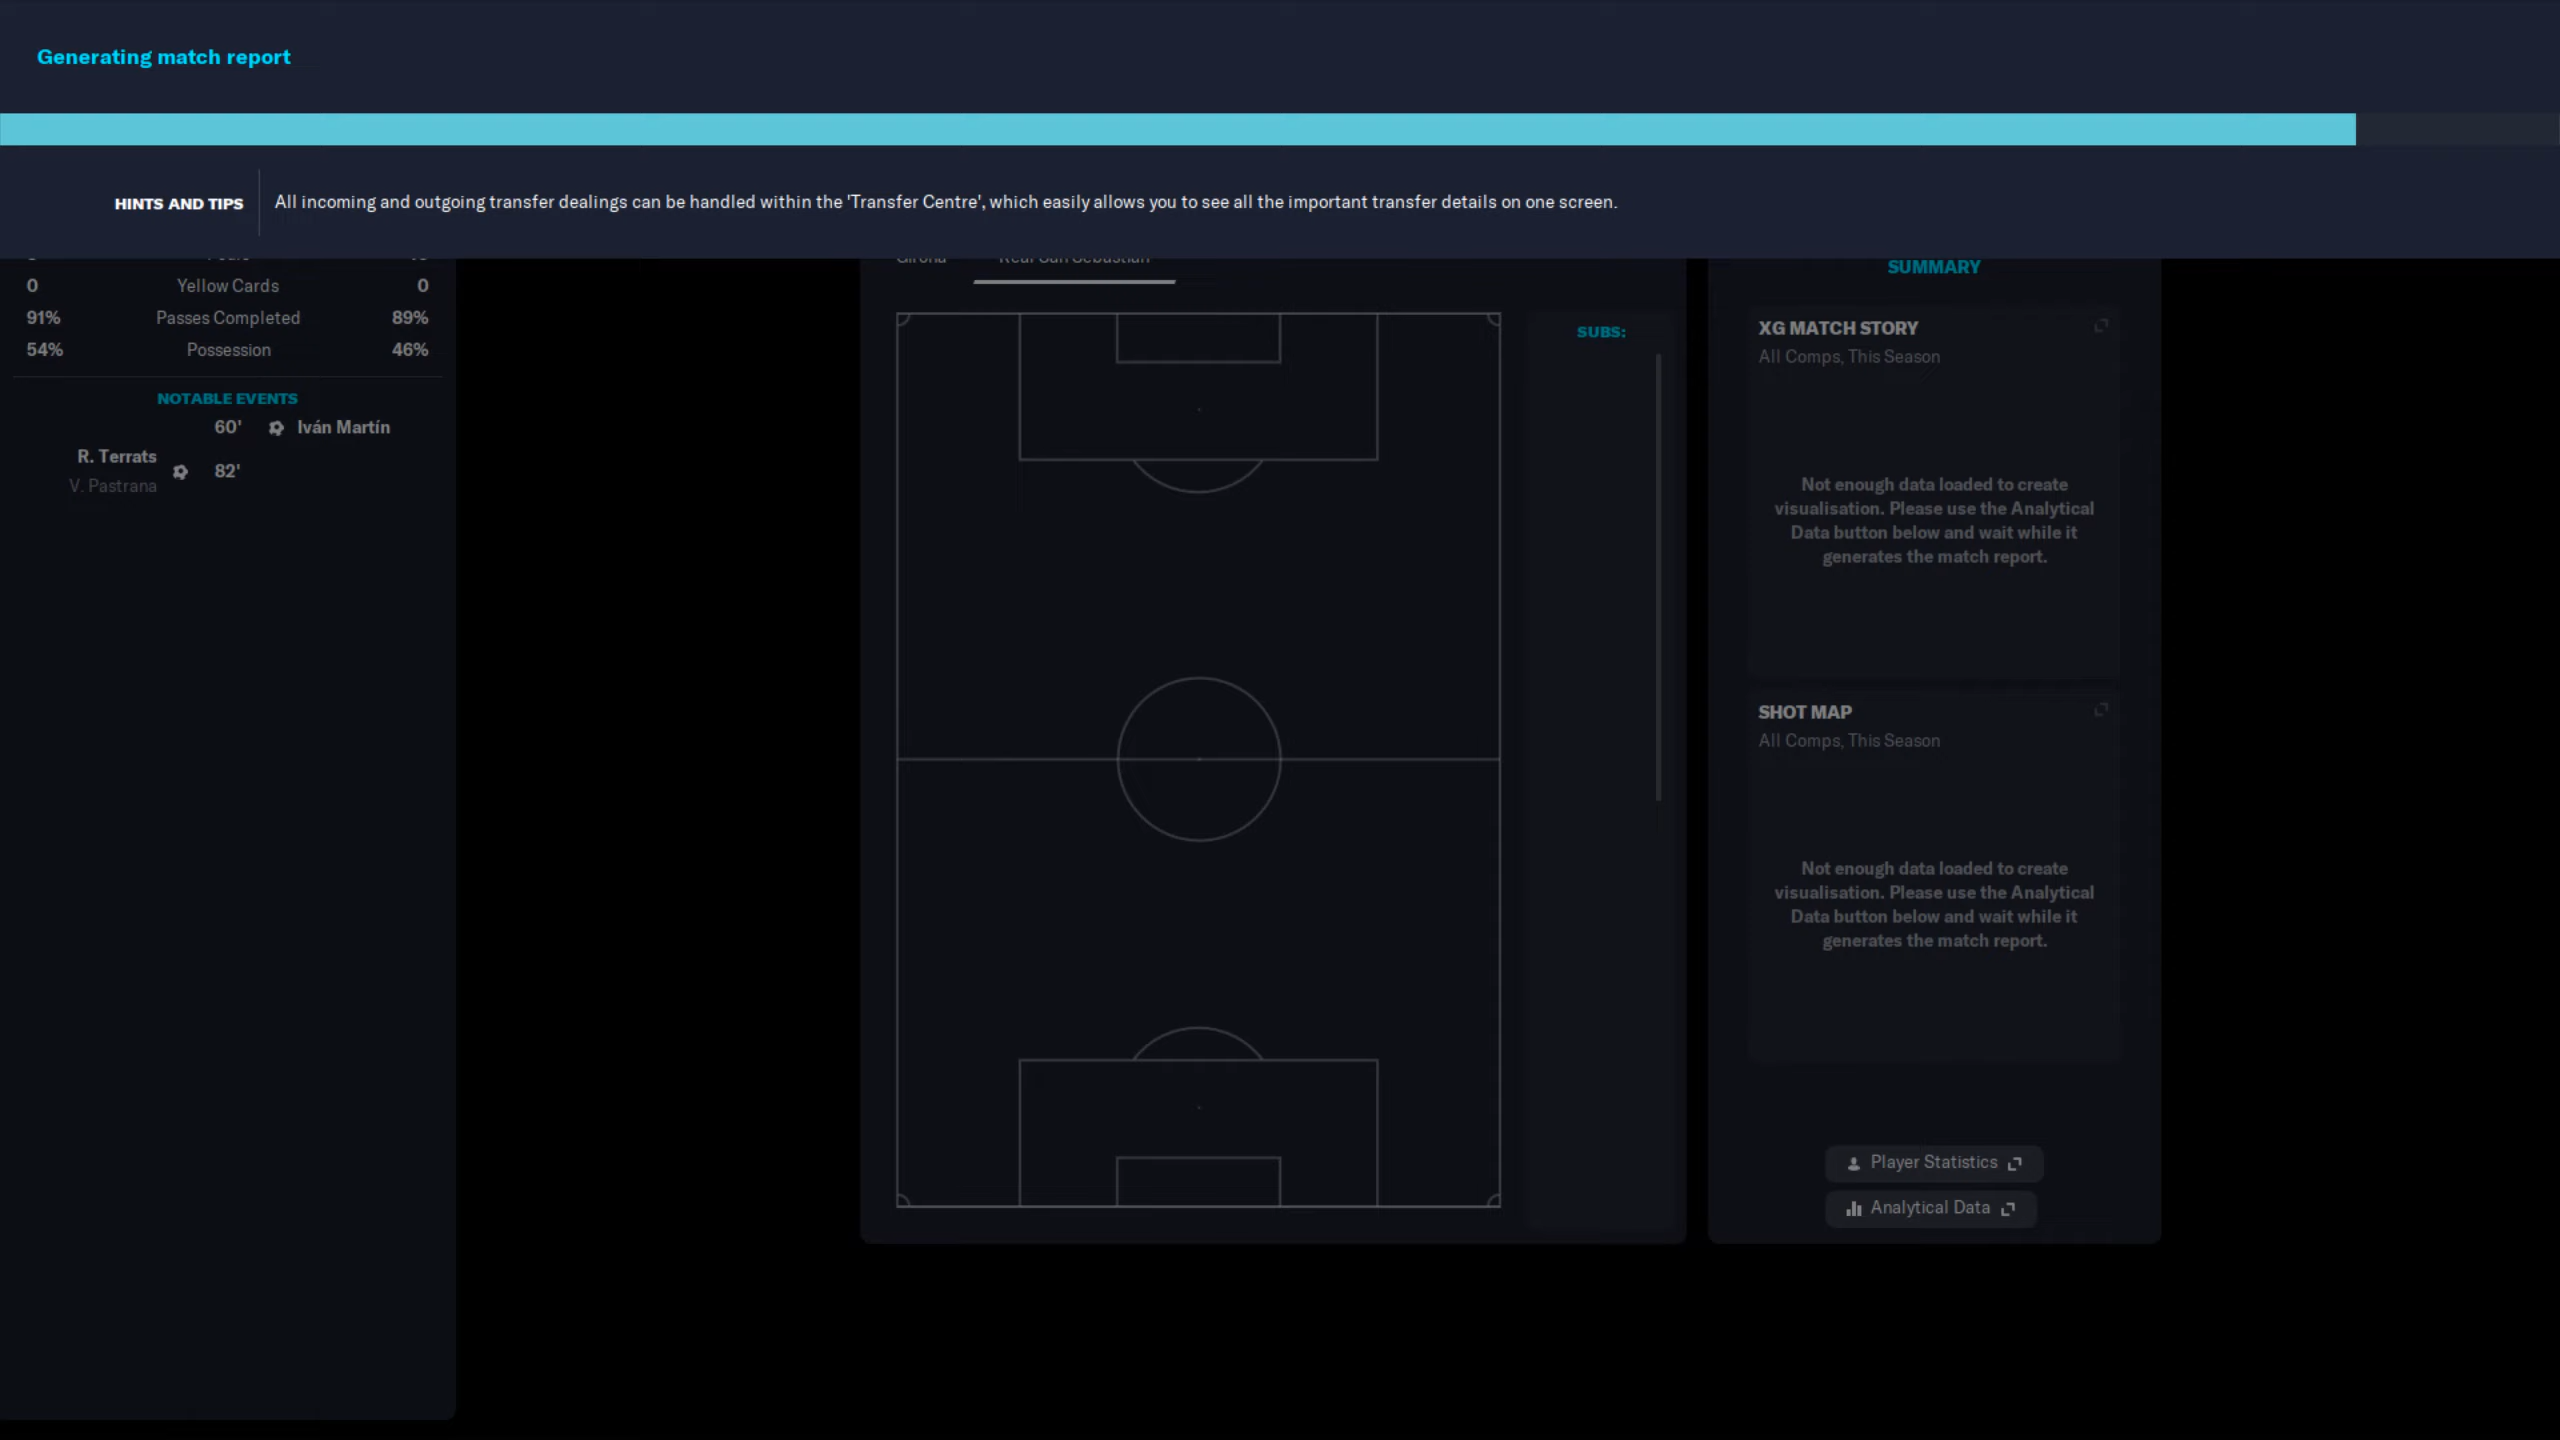 Generating match report
HINTS AND TIPS
All incoming and outgoing transfer dealings can be handled within the 'Transfer Centre', which easily allows you to see all the important transfer details on one screen.
0 Yellow Cards 0
91% Passes Completed 89%
54% Possession 46%
NOTABLE EVENTS
60' Iván Martín
R. Terrats
82'
V. Pastrana
Girona Real San Sebastián
SUBS:
SUMMARY
XG MATCH STORY
All Comps, This Season
Not enough data loaded to create
visualisation. Please use the Analytical
Data button below and wait while it
generates the match report.
SHOT MAP
All Comps, This Season
Not enough data loaded to create
visualisation. Please use the Analytical
Data button below and wait while it
generates the match report.
Player Statistics
Analytical Data